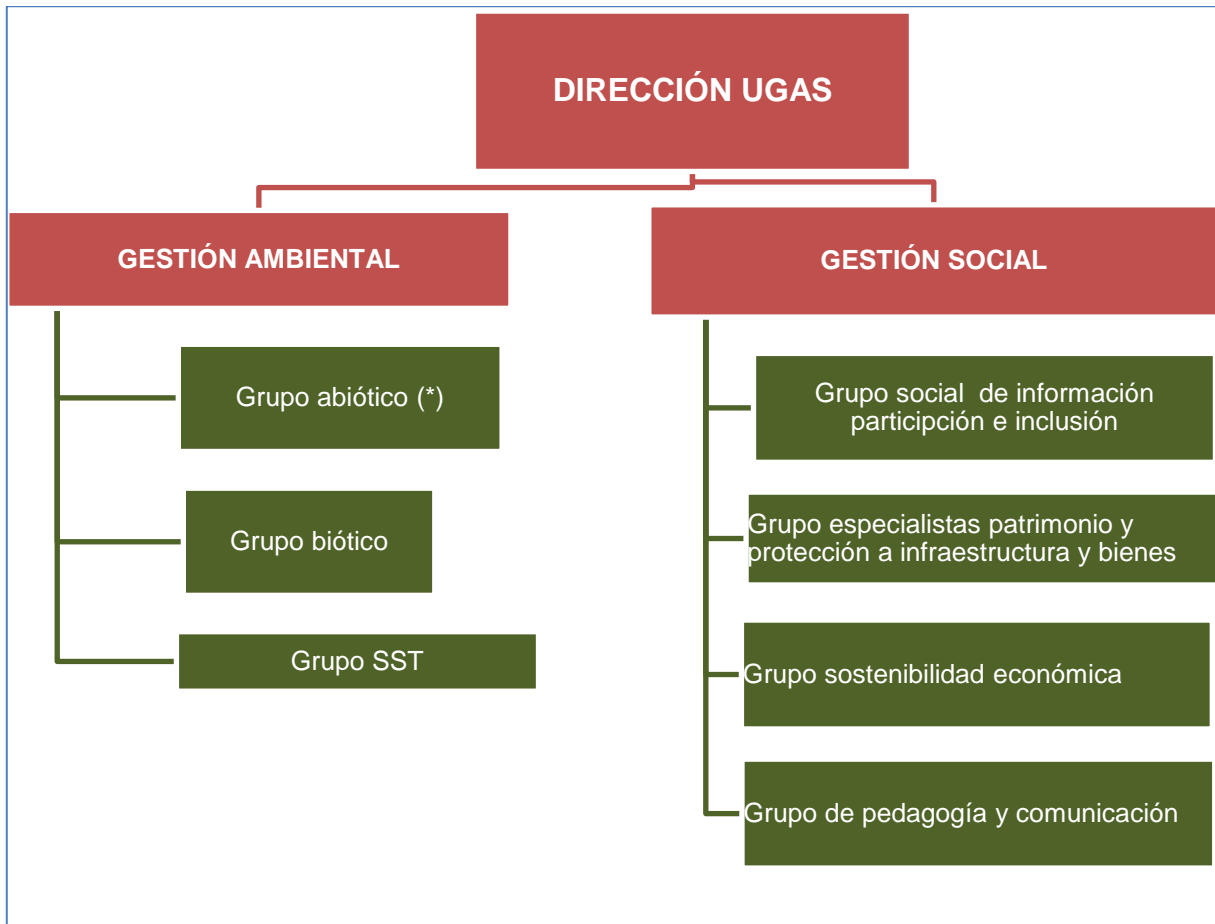 DIRECCIÓN UGAS
GESTIÓN AMBIENTAL
Grupo abiótico (*)
Grupo biótico
Grupo SST
GESTIÓN SOCIAL
Grupo social  de información
participción e inclusión
Grupo especialistas patrimonio y
protección a infraestructura y bienes
Grupo sostenibilidad económica
Grupo de pedagogía y comunicación